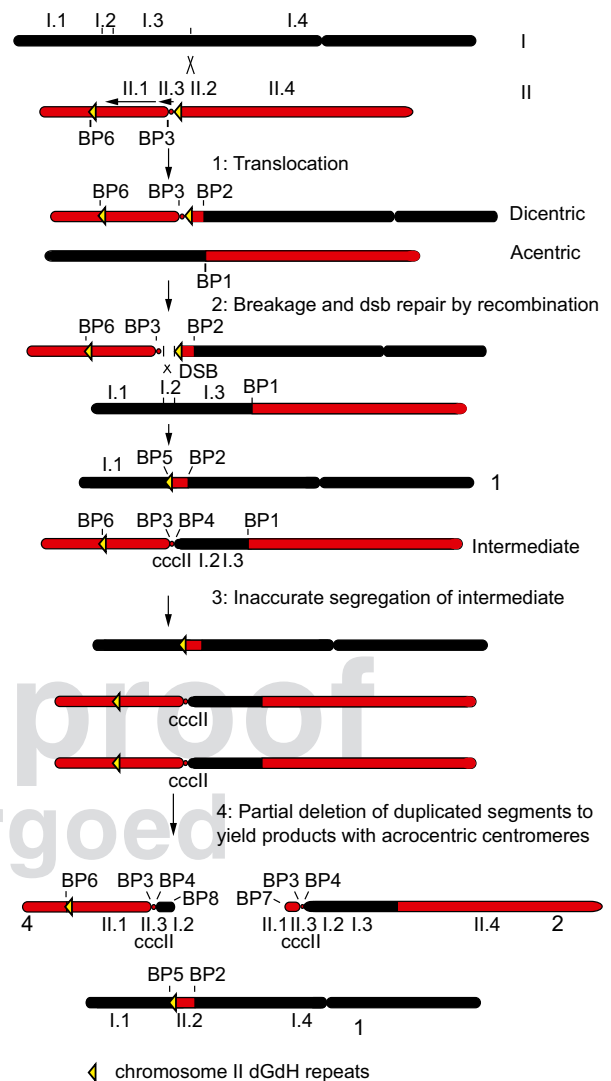 I.1 I.2 I.3 I.4
I
II.1 II.3 II.2 II.4
II
BP6 BP3
1: Translocation
BP6 BP3 BP2
Dicentric
Acentric
BP1
2: Breakage and dsb repair by recombination
BP6 BP3 BP2
x DSB
I.1 I.2 I.3 BP1
I.1 BP5 BP2
1
BP6 BP3 BP4 BP1
Intermediate
cccII I.2 I.3
3: Inaccurate segregation of intermediate
proof
cccII
cccII
rgoed
4: Partial deletion of duplicated segments to
yield products with acrocentric centromeres
BP6 BP3 BP4 BP8 BP7 BP3 BP4
4 II.1 II.3 I.2 II.1 II.3 I.2 I.3 II.4 2
cccII cccII
BP5 BP2
I.1 II.2 I.4 1
chromosome II dGdH repeats